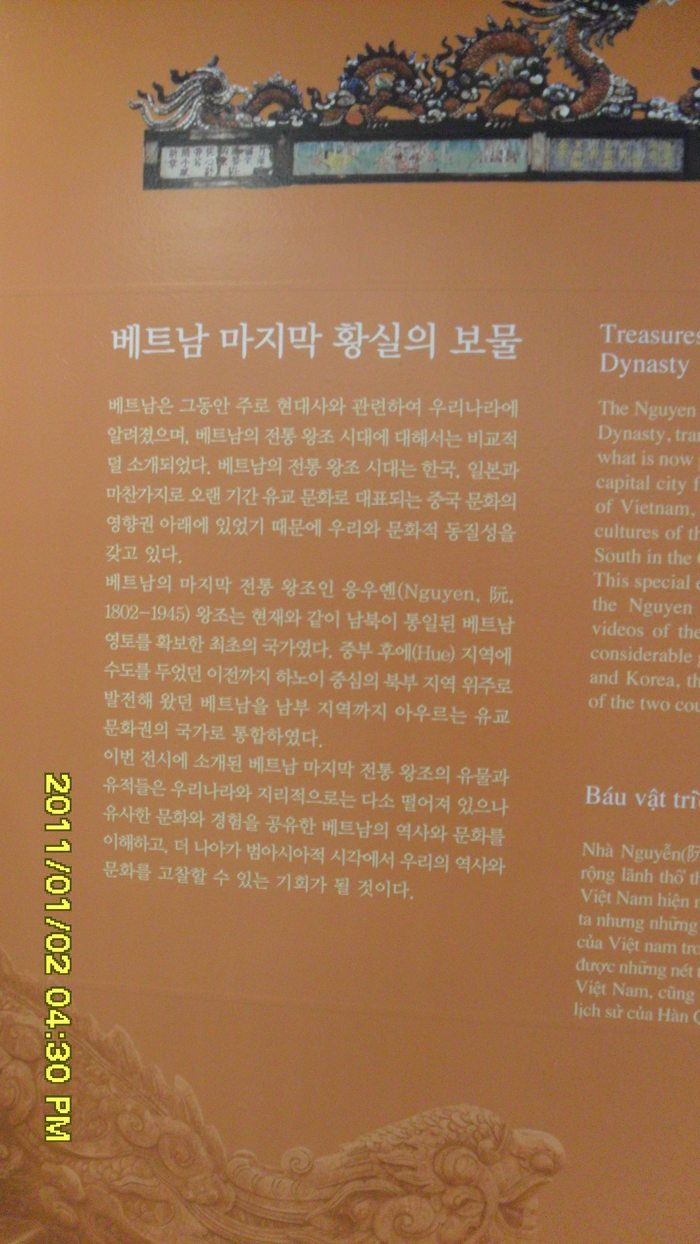 베트남 마지막 황실의 보물
베트남은 그동안 주로 현대사와 관련하여 우리나라에
알려졌으며, 베트남의 전통 왕조 시대에 대해서는 비교적
덜 소개되었다. 베트남의 전통 왕조 시대는 한국, 일본과
마찬가지로 오랜 기간 유교 문화로 대표되는 중국 문화의
영향권 아래에 있었기 때문에 우리와 문화적 동질성을
갖고 있다.
베트남의 마지막 전통 왕조인 응우옌(Nguyen, 阮,
1802-1945) 왕조는 현재와 같이 남북이 통일된 베트남
영토를 확보한 최초의 국가였다. 중부 후에(Hue) 지역에
수도를 두었던 이전까지 하노이 중심의 북부 지역 위주로
발전해 왔던 베트남을 남부 지역까지 아우르는 유교
문화권의 국가로 통합하였다.
이번 전시에 소개된 베트남 마지막 전통 왕조의 유물과
유적들은 우리나라와 지리적으로는 다소 떨어져 있으나
유사한 문화와 경험을 공유한 베트남의 역사와 문화를
이해하고, 더 나아가 범아시아적 시각에서 우리의 역사와
문화를 고찰할 수 있는 기회가 될 것이다.
Treasures
Dynasty
The Nguyen
Dynasty, tra
what is now
capital city f
of Vietnam,
cultures of th
South in the
This special
the Nguyen
videos of the
considerable
and Korea, th
of the two cou
Báu vật tri
Nhà Nguyễn(阮
rộng lãnh thổ th
Việt Nam hiện n
ta nhưng những
của Việt nam tro
được những nét
Việt Nam, cũng
lịch sử của Hàn
2011/01/02 04:30 PM